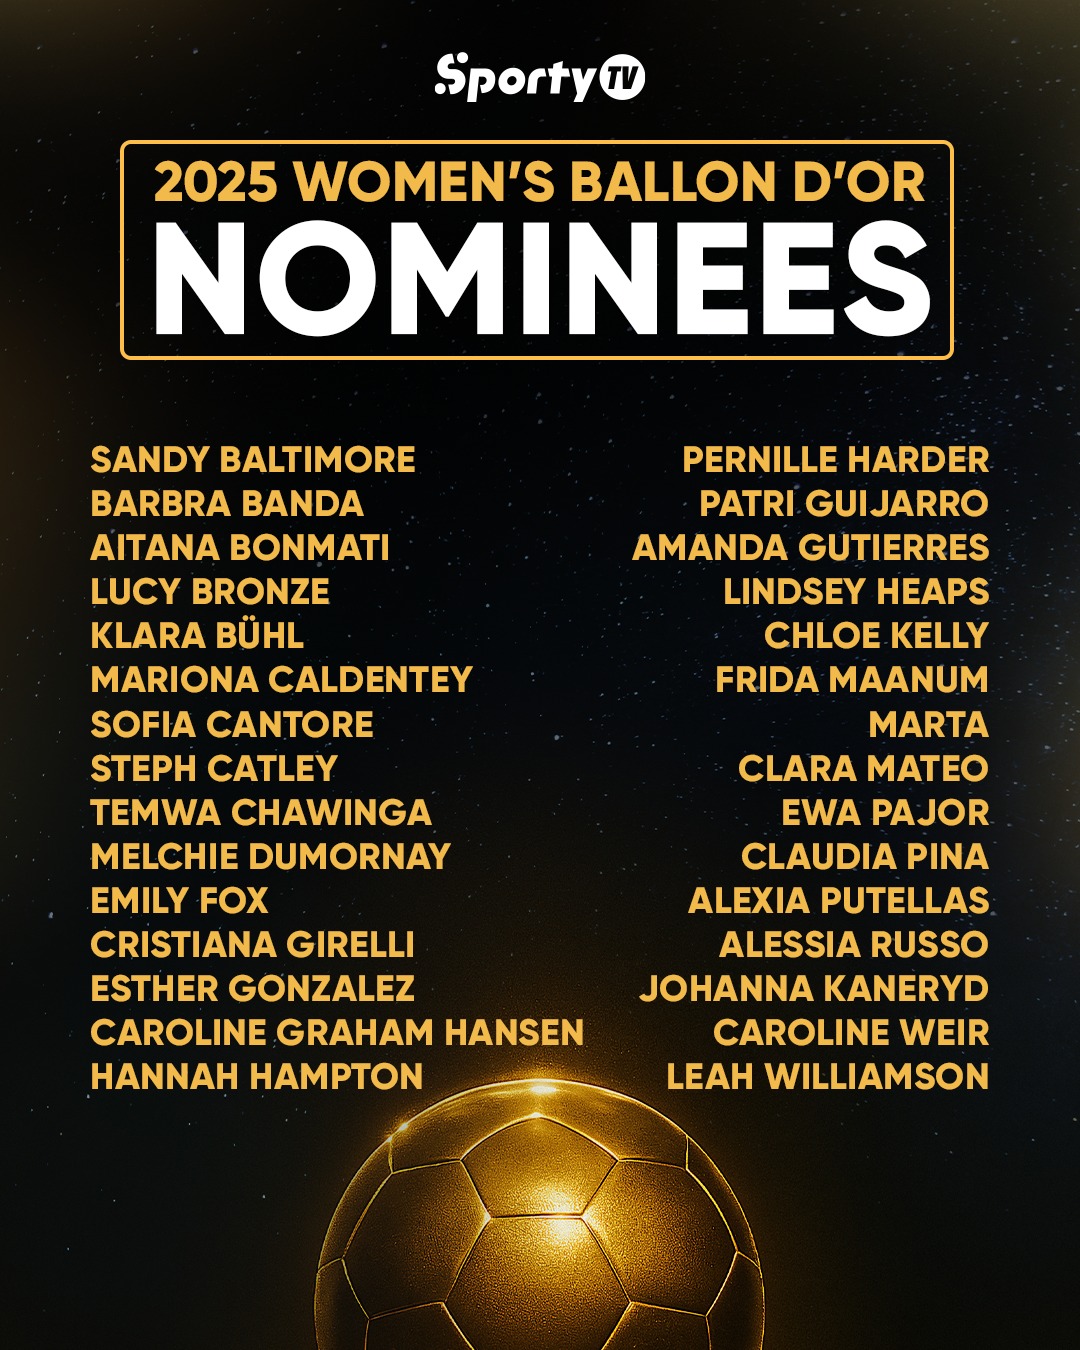 Sporty TV
2025 WOMEN'S BALLON D'OR
NOMINEES
SANDY BALTIMORE
BARBRA BANDA
AITANA BONMATI
LUCY BRONZE
KLARA BÜHL
MARIONA CALDENTEY
SOFIA CANTORE
STEPH CATLEY
TEMWA CHAWINGA
MELCHIE DUMORNAY
EMILY FOX
CRISTIANA GIRELLI
ESTHER GONZALEZ
CAROLINE GRAHAM HANSEN
HANNAH HAMPTON
PERNILLE HARDER
PATRI GUIJARRO
AMANDA GUTIERRES
LINDSEY HEAPS
CHLOE KELLY
FRIDA MAANUM
MARTA
CLARA MATEO
EWA PAJOR
CLAUDIA PINA
ALEXIA PUTELLAS
ALESSIA RUSSO
JOHANNA KANERYD
CAROLINE WEIR
LEAH WILLIAMSON